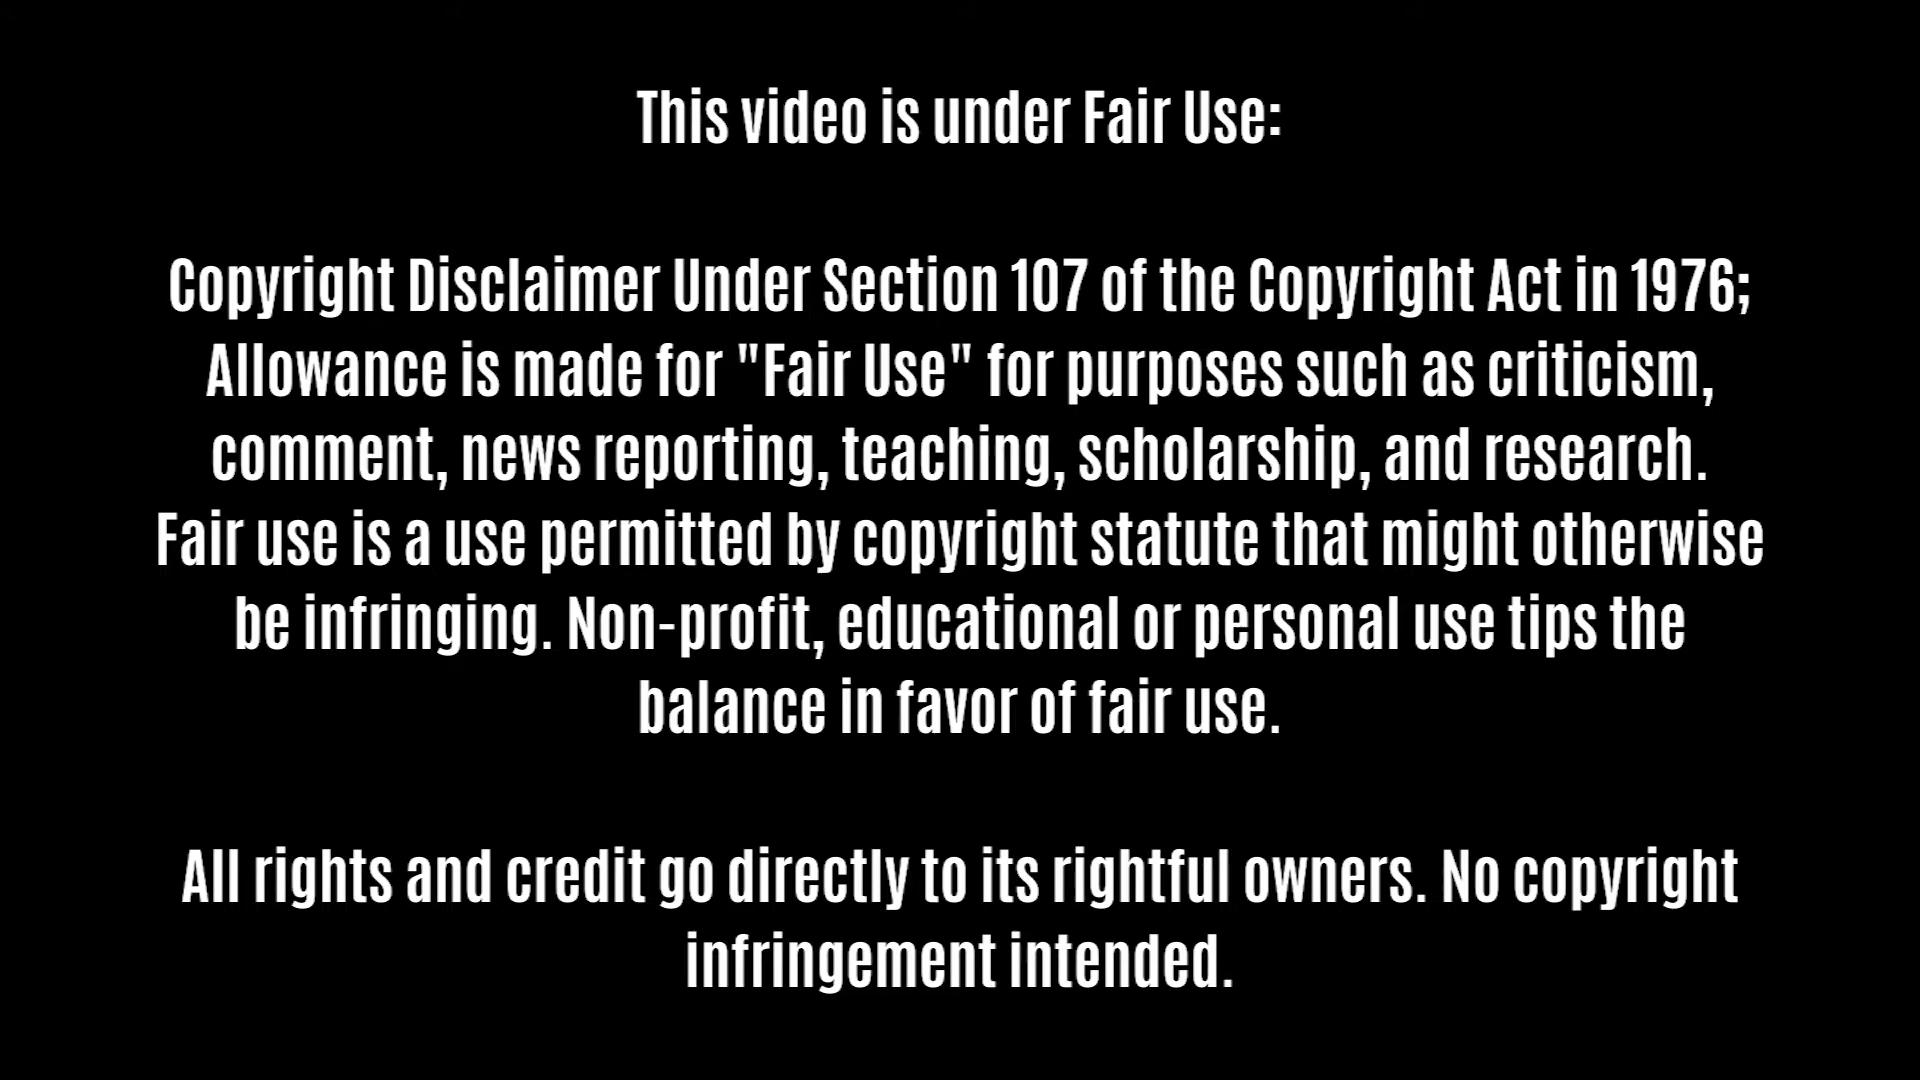 This video is under Fair Use:
Copyright Disclaimer Under Section 107 of the Copyright Act in 1976;
Allowance is made for "Fair Use" for purposes such as criticism,
comment, news reporting, teaching, scholarship, and research.
Fair use is a use permitted by copyright statute that might otherwise
be infringing. Non-profit, educational or personal use tips the
balance in favor of fair use.
All rights and credit go directly to its rightful owners. No copyright
infringement intended.